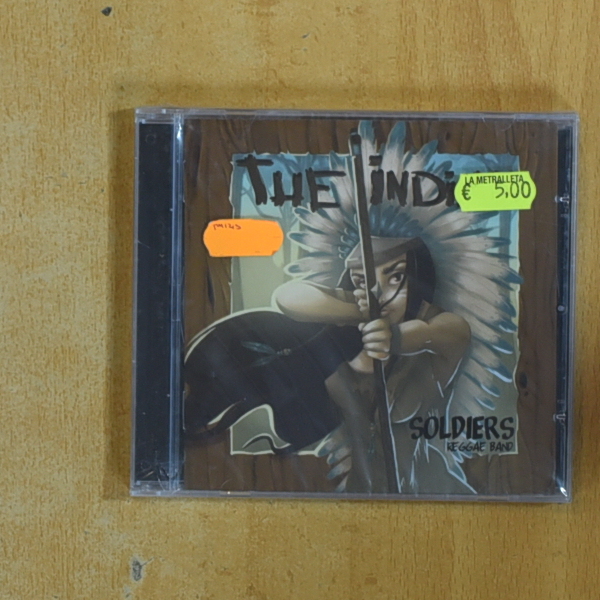 THE INDI
LA METRALLETA
€ 5,00
SOLDIERS
REGGAE BAND